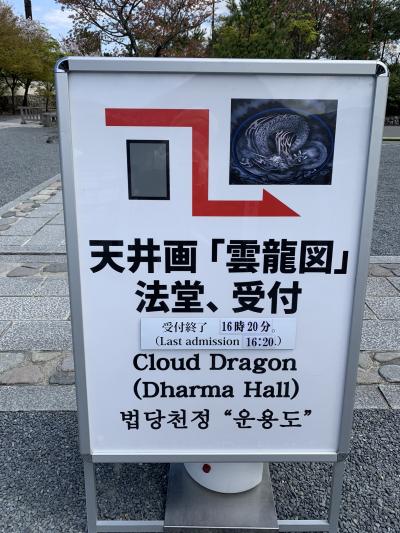 天井画「雲龍図」
法堂、受付
受付終了 16時20分。
(Last admission 16:20.)
Cloud Dragon
(Dharma Hall)
법당천정 “운용도”